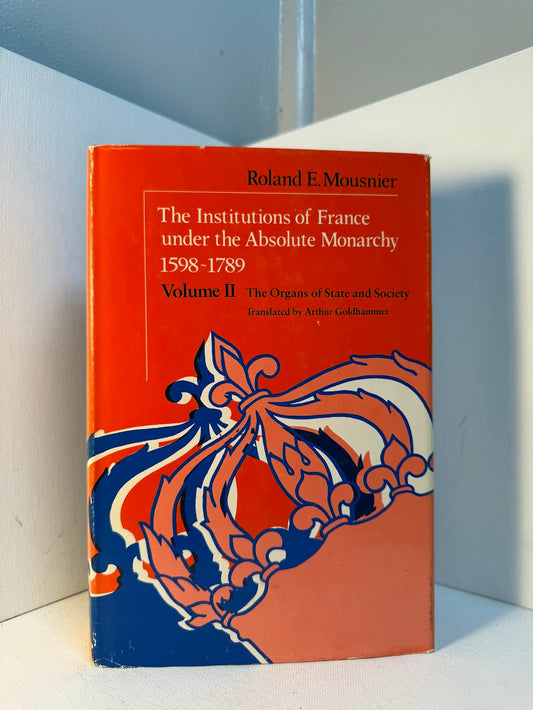 Roland E. Mousnier
The Institutions of France
under the Absolute Monarchy
1598-1789
Volume II The Organs of State and Society
Translated by Arthur Goldhammer